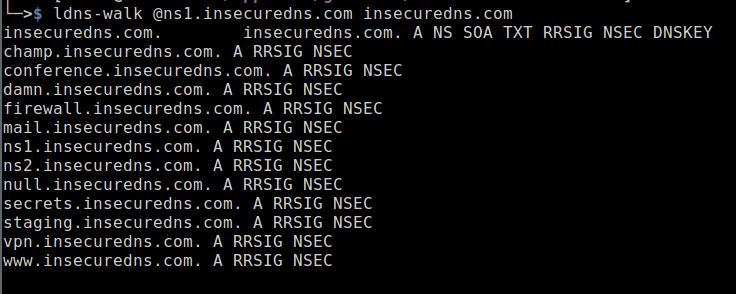 └─>$ ldns-walk @ns1.insecuredns.com insecuredns.com
insecuredns.com. insecuredns.com. A NS SOA TXT RRSIG NSEC DNSKEY
champ.insecuredns.com. A RRSIG NSEC
conference.insecuredns.com. A RRSIG NSEC
damn.insecuredns.com. A RRSIG NSEC
firewall.insecuredns.com. A RRSIG NSEC
mail.insecuredns.com. A RRSIG NSEC
ns1.insecuredns.com. A RRSIG NSEC
ns2.insecuredns.com. A RRSIG NSEC
null.insecuredns.com. A RRSIG NSEC
secrets.insecuredns.com. A RRSIG NSEC
staging.insecuredns.com. A RRSIG NSEC
vpn.insecuredns.com. A RRSIG NSEC
www.insecuredns.com. A RRSIG NSEC